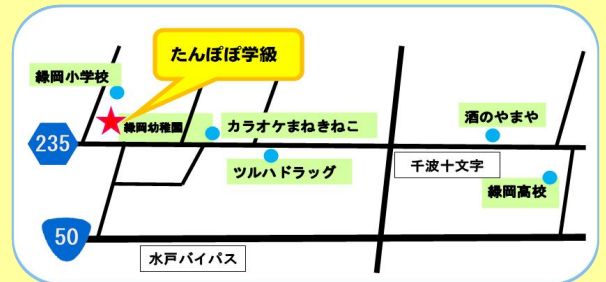 たんぽぽ学級
緑岡小学校
緑岡幼稚園
カラオケまねきねこ
酒のやまや
235
ツルハドラッグ
千波十文字
緑岡高校
50
水戸バイパス